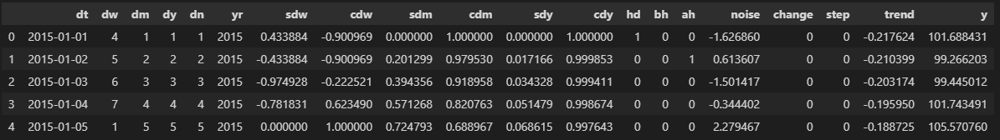 dt dw dm dy dn yr sdw cdw sdm cdm sdy cdy hd bh ah noise change step trend y
0 2015-01-01 4 1 1 1 2015 0.433884 -0.900969 0.000000 1.000000 0.000000 1.000000 1 0 0 -1.626860 0 0 -0.217624 101.688431
1 2015-01-02 5 2 2 2 2015 -0.433884 -0.900969 0.201299 0.979530 0.017166 0.999853 0 0 1 0.613607 0 0 -0.210399 99.266203
2 2015-01-03 6 3 3 3 2015 -0.974928 -0.222521 0.394356 0.918958 0.034328 0.999411 0 0 0 -1.501417 0 0 -0.203174 99.445012
3 2015-01-04 7 4 4 4 2015 -0.781831 0.623490 0.571268 0.820763 0.051479 0.998674 0 0 0 -0.344402 0 0 -0.195950 101.743491
4 2015-01-05 1 5 5 5 2015 0.000000 1.000000 0.724793 0.688967 0.068615 0.997643 0 0 0 2.279467 0 0 -0.188725 105.570760